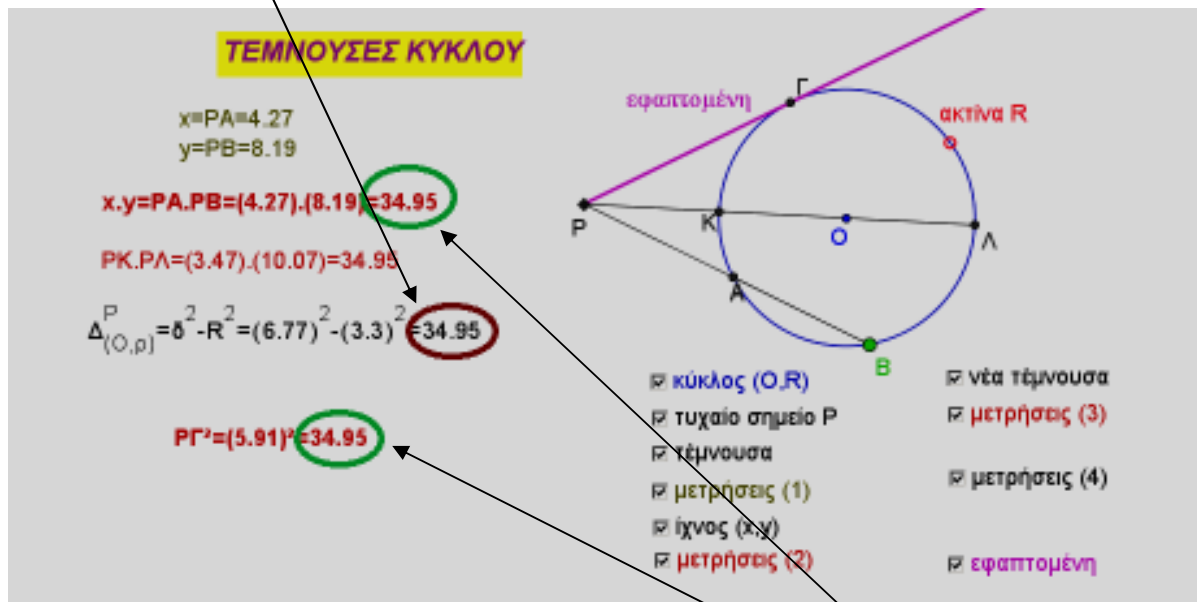 ΤΕΜΝΟΥΣΕΣ ΚΥΚΛΟΥ
x=PA=4.27
y=PB=8.19
x.y=PA.PB=(4.27).(8.19)=34.95
PK.PΛ=(3.47).(10.07)=34.95
Δ^P_(O,ρ)=δ²-R²=(6.77)²-(3.3)²=34.95
PΓ²=(5.91)²=34.95
εφαπτομένη
Γ
ακτίνα R
P
K
O
Λ
A
B
κύκλος (O,R)
τυχαίο σημείο P
τέμνουσα
μετρήσεις (1)
ίχνος (x,y)
μετρήσεις (2)
νέα τέμνουσα
μετρήσεις (3)
μετρήσεις (4)
εφαπτομένη